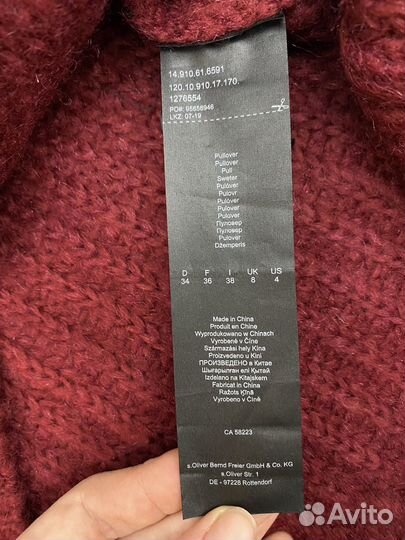 14.910.61.6591
120.10.910.17.170.
1276554
PO#: 95658946
LKZ: 07-19
Pullover
Pullover
Pull
Sweter
Pulóver
Pulovr
Pulóver
Pulover
Pulover
Пуловер
Пуловер
Pulover
Džemperis
D F I UK US
34 36 38 8 4
Made in China
Produit en Chine
Wyprodukowano w Chinach
Vyrobené v Číne
Származási hely Kína
Proizvedeno u Kini
ПРОИЗВЕДЕНО в Китае
Шығарылған елі Қытай
Izdelano na Kitajskem
Fabricat in China
Ražots Ķīnā
Vyrobeno v Číně
CA 58223
s.Oliver Bernd Freier GmbH & Co. KG
s.Oliver Str. 1
DE - 97228 Rottendorf
Avito